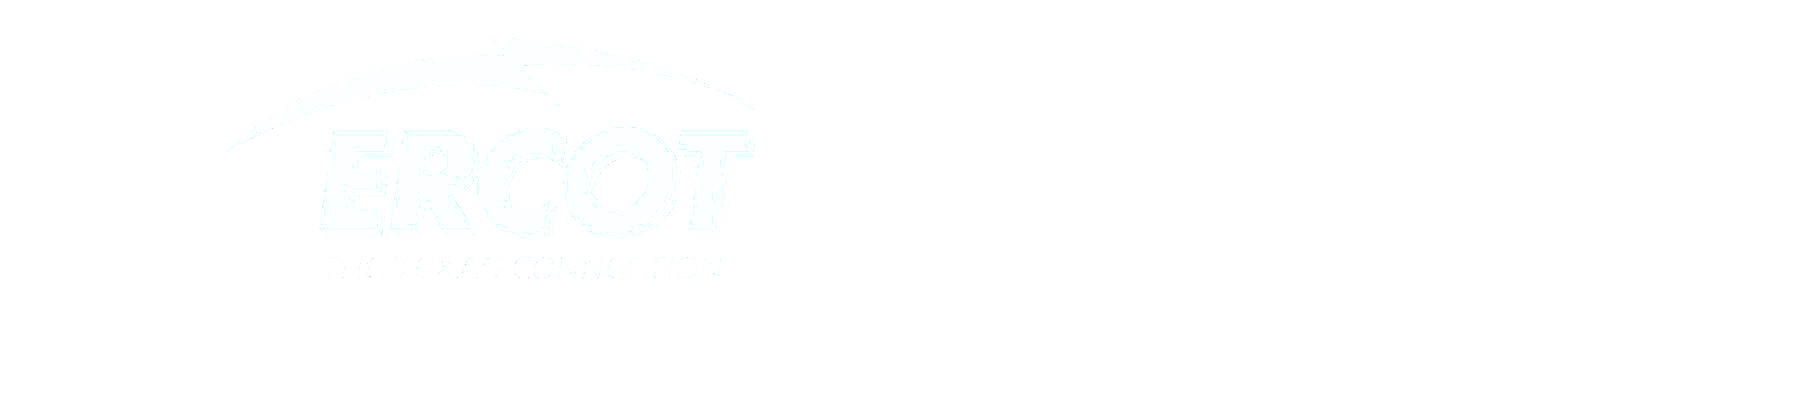 ERCOT
THE TEXAS CONNECTION